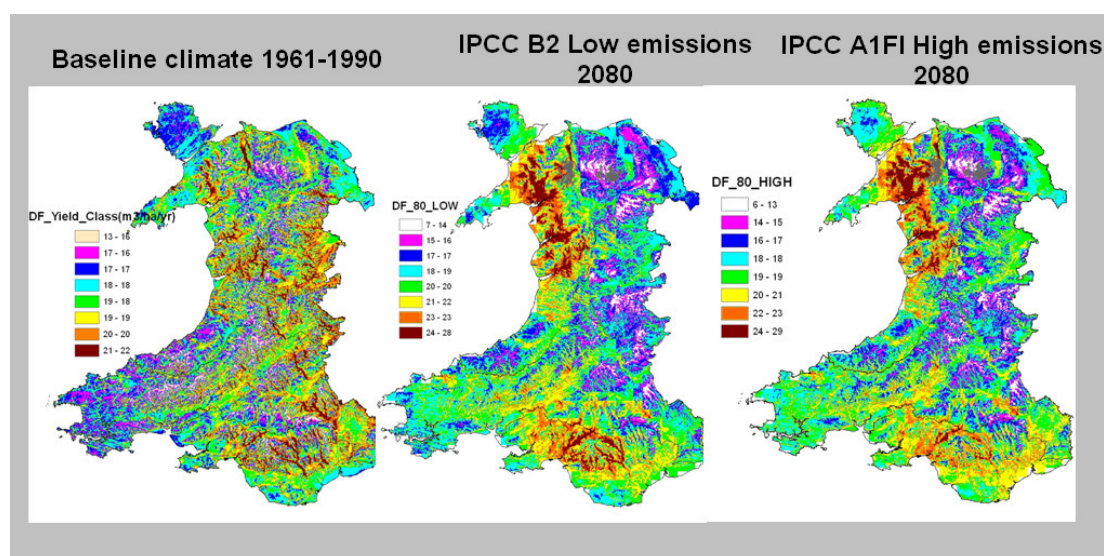 Baseline climate 1961-1990
IPCC B2 Low emissions
2080
IPCC A1FI High emissions
2080
DF_Yield_Class(m3/ha/yr)
13 - 16
17 - 16
17 - 17
18 - 18
19 - 18
19 - 19
20 - 20
21 - 22
DF_80_LOW
7 - 14
15 - 16
17 - 17
18 - 19
20 - 20
21 - 22
23 - 23
24 - 28
DF_80_HIGH
6 - 13
14 - 15
16 - 17
18 - 18
19 - 19
20 - 21
22 - 23
24 - 29